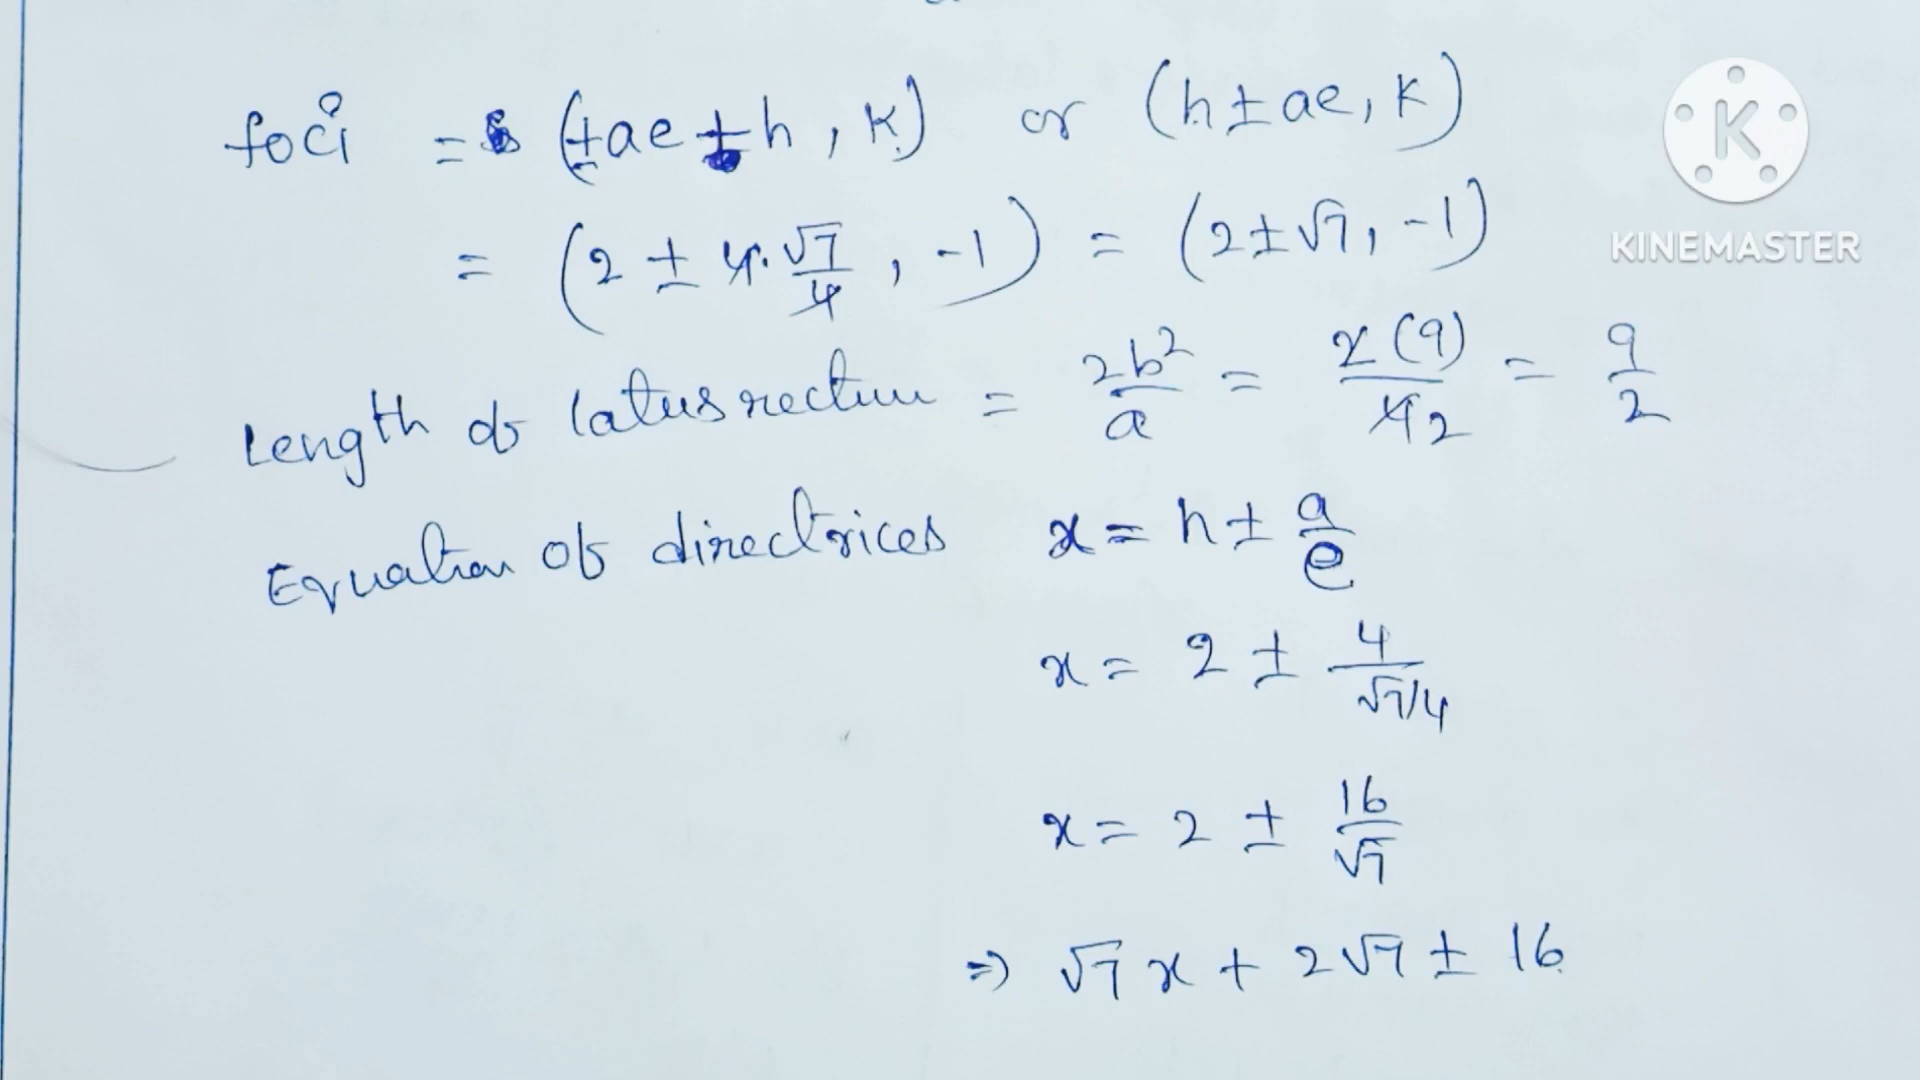 foci = (±ae ± h, k) or (h ± ae, k)
= (2 ± 4·√7/4, -1) = (2±√7, -1)
Length of latus rectum = 2b²/a = 2(9)/4 2 = 9/2
Equation of directrices x = h ± a/e
x = 2 ± 4/√7/4
x = 2 ± 16/√7
=) √7 x + 2√7 ± 16
K
KINEMASTER